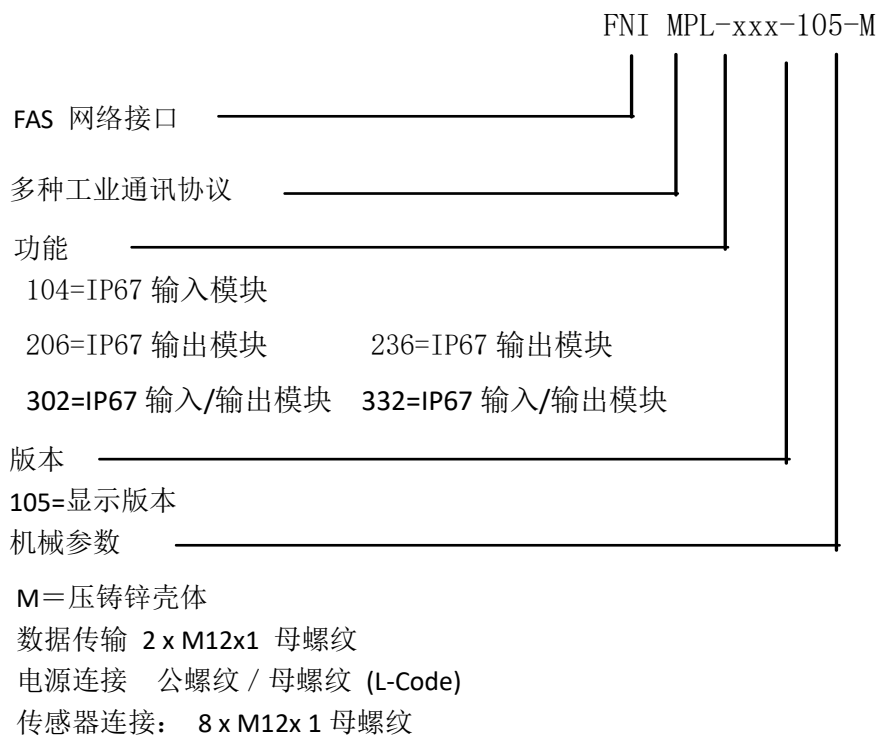 FNI MPL-xxx-105-M
FAS 网络接口
多种工业通讯协议
功能
104=IP67 输入模块
206=IP67 输出模块 236=IP67 输出模块
302=IP67 输入/输出模块 332=IP67 输入/输出模块
版本
105=显示版本
机械参数
M＝压铸锌壳体
数据传输 2 x M12x1 母螺纹
电源连接 公螺纹 / 母螺纹 (L-Code)
传感器连接： 8 x M12x 1 母螺纹